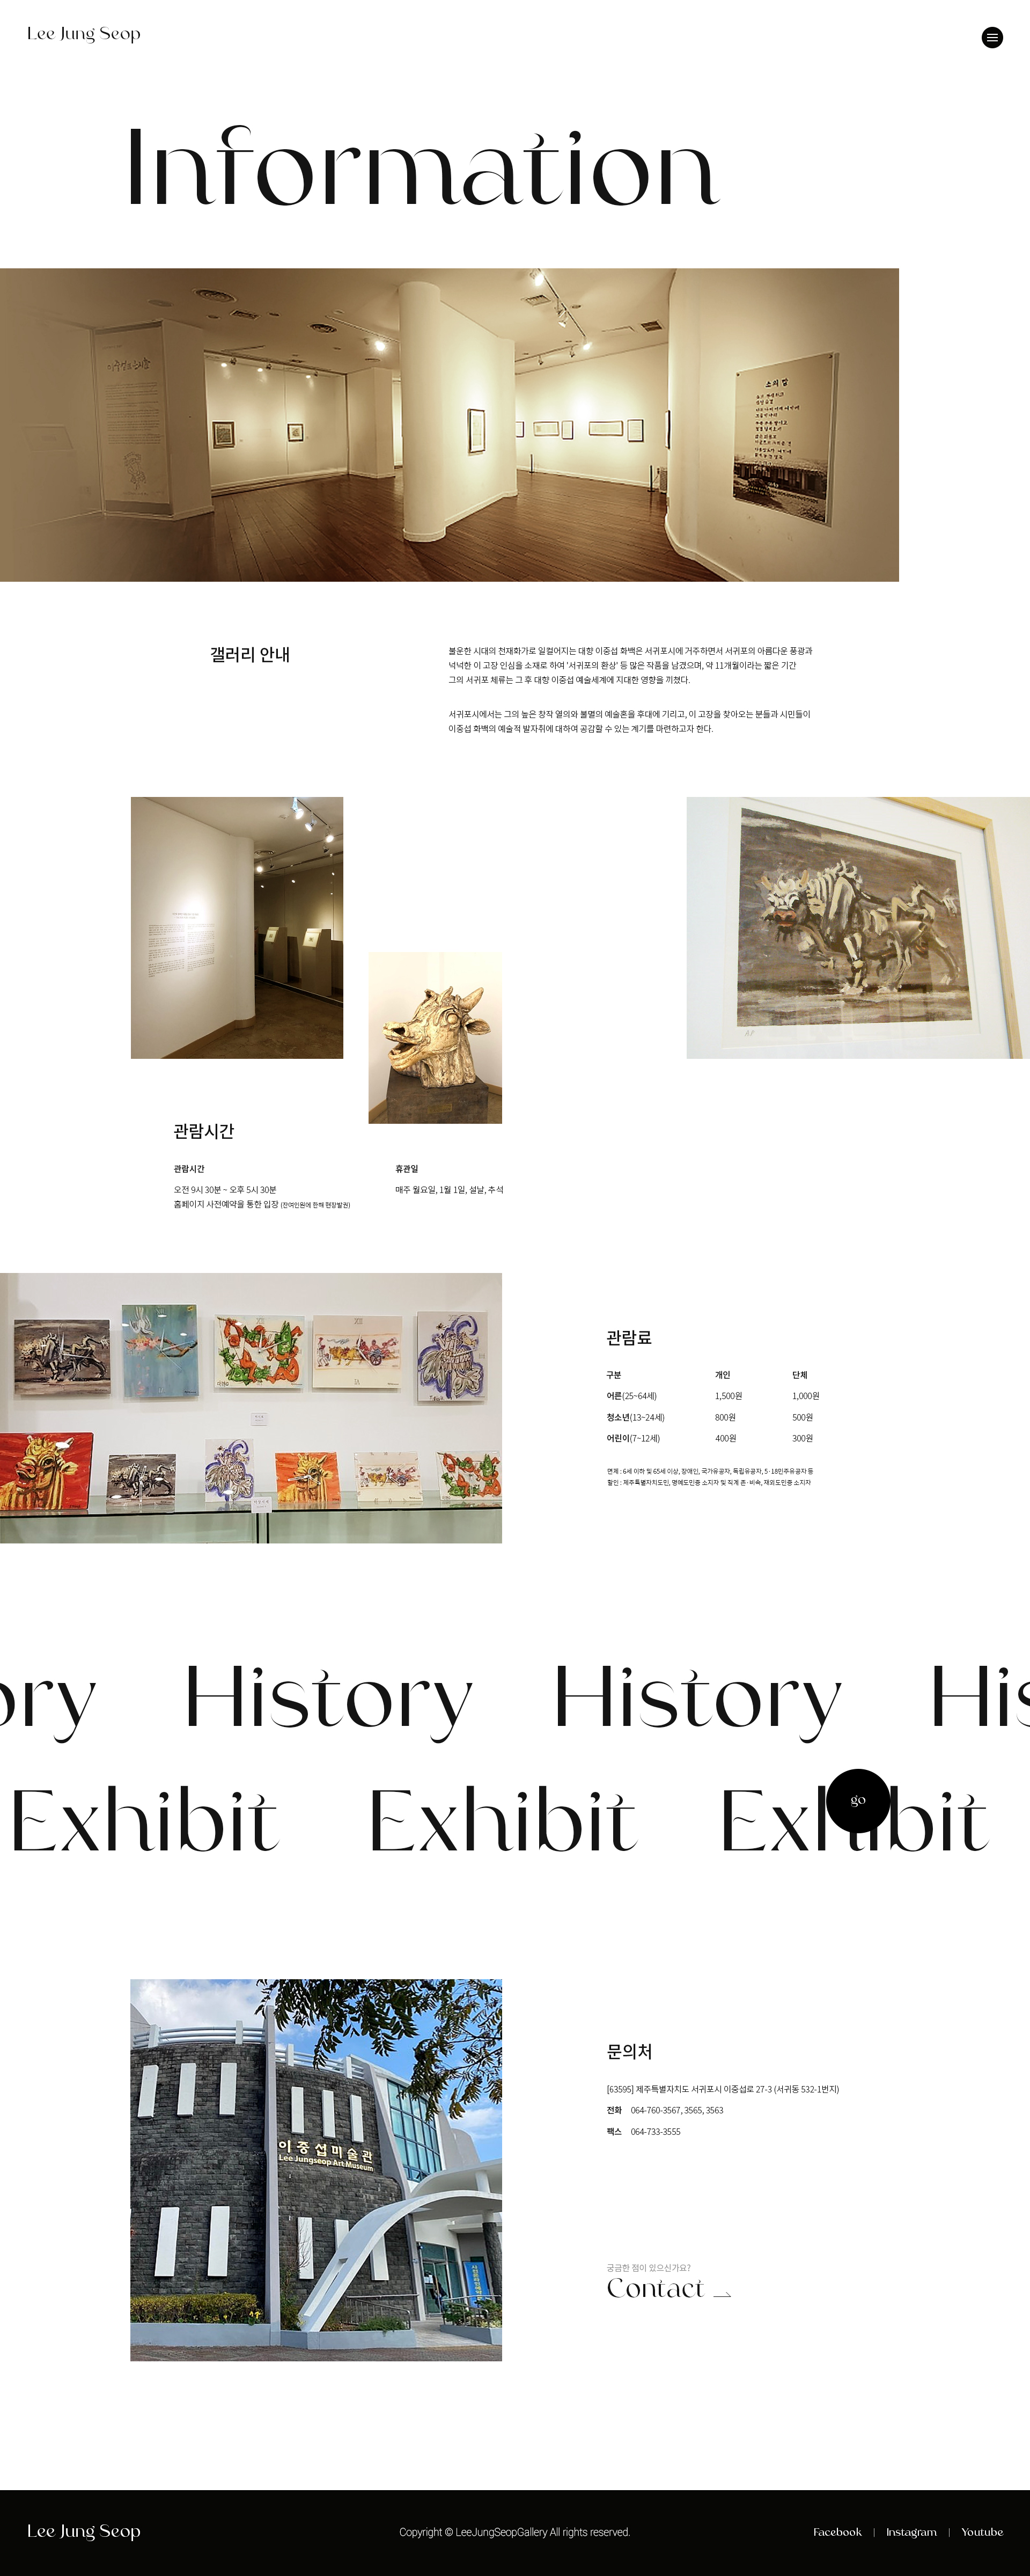 Lee Jung Seop
Information
소의 말
갤러리 안내
불운한 시대의 천재화가로 일컬어지는 대향 이중섭 화백은 서귀포시에 거주하면서 서귀포의 아름다운 풍광과
넉넉한 이 고장 인심을 소재로 하여 '서귀포의 환상' 등 많은 작품을 남겼으며, 약 11개월이라는 짧은 기간
그의 서귀포 체류는 그 후 대향 이중섭 예술세계에 지대한 영향을 끼쳤다.
서귀포시에서는 그의 높은 창작 열의와 불멸의 예술혼을 후대에 기리고, 이 고장을 찾아오는 분들과 시민들이
이중섭 화백의 예술적 발자취에 대하여 공감할 수 있는 계기를 마련하고자 한다.
관람시간
관람시간
휴관일
오전 9시 30분 ~ 오후 5시 30분
매주 월요일, 1월 1일, 설날, 추석
홈페이지 사전예약을 통한 입장 (잔여인원에 한해 현장발권)
관람료
구분 개인 단체
어른(25~64세) 1,500원 1,000원
청소년(13~24세) 800원 500원
어린이(7~12세) 400원 300원
면제 : 6세 이하 및 65세 이상, 장애인, 국가유공자, 독립유공자, 5·18민주유공자 등
할인 : 제주특별자치도민, 명예도민증 소지자 및 직계 존·비속, 재외도민증 소지자
ory History History His
Exhibit Exhibit Exhibit
go
이중섭미술관
Lee Jungseop Art Museum
문의처
[63595] 제주특별자치도 서귀포시 이중섭로 27-3 (서귀동 532-1번지)
전화 064-760-3567, 3565, 3563
팩스 064-733-3555
궁금한 점이 있으신가요?
Contact
Lee Jung Seop
Copyright © LeeJungSeopGallery All rights reserved.
Facebook | Instagram | Youtube